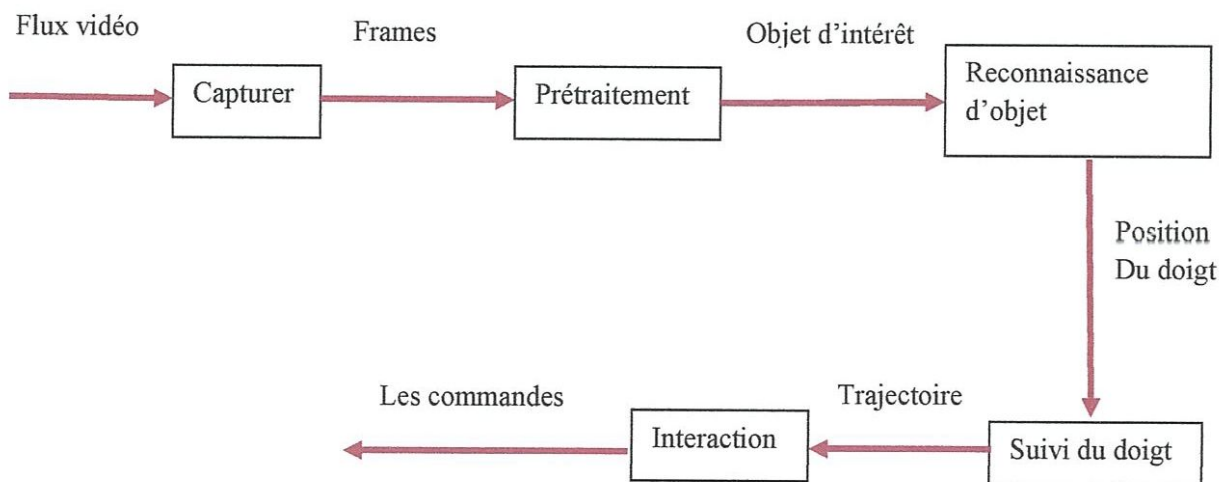 Flux vidéo
Frames
Objet d'intérêt
Capturer
Prétraitement
Reconnaissance
d'objet
Position
Du doigt
Les commandes
Trajectoire
Interaction
Suivi du doigt